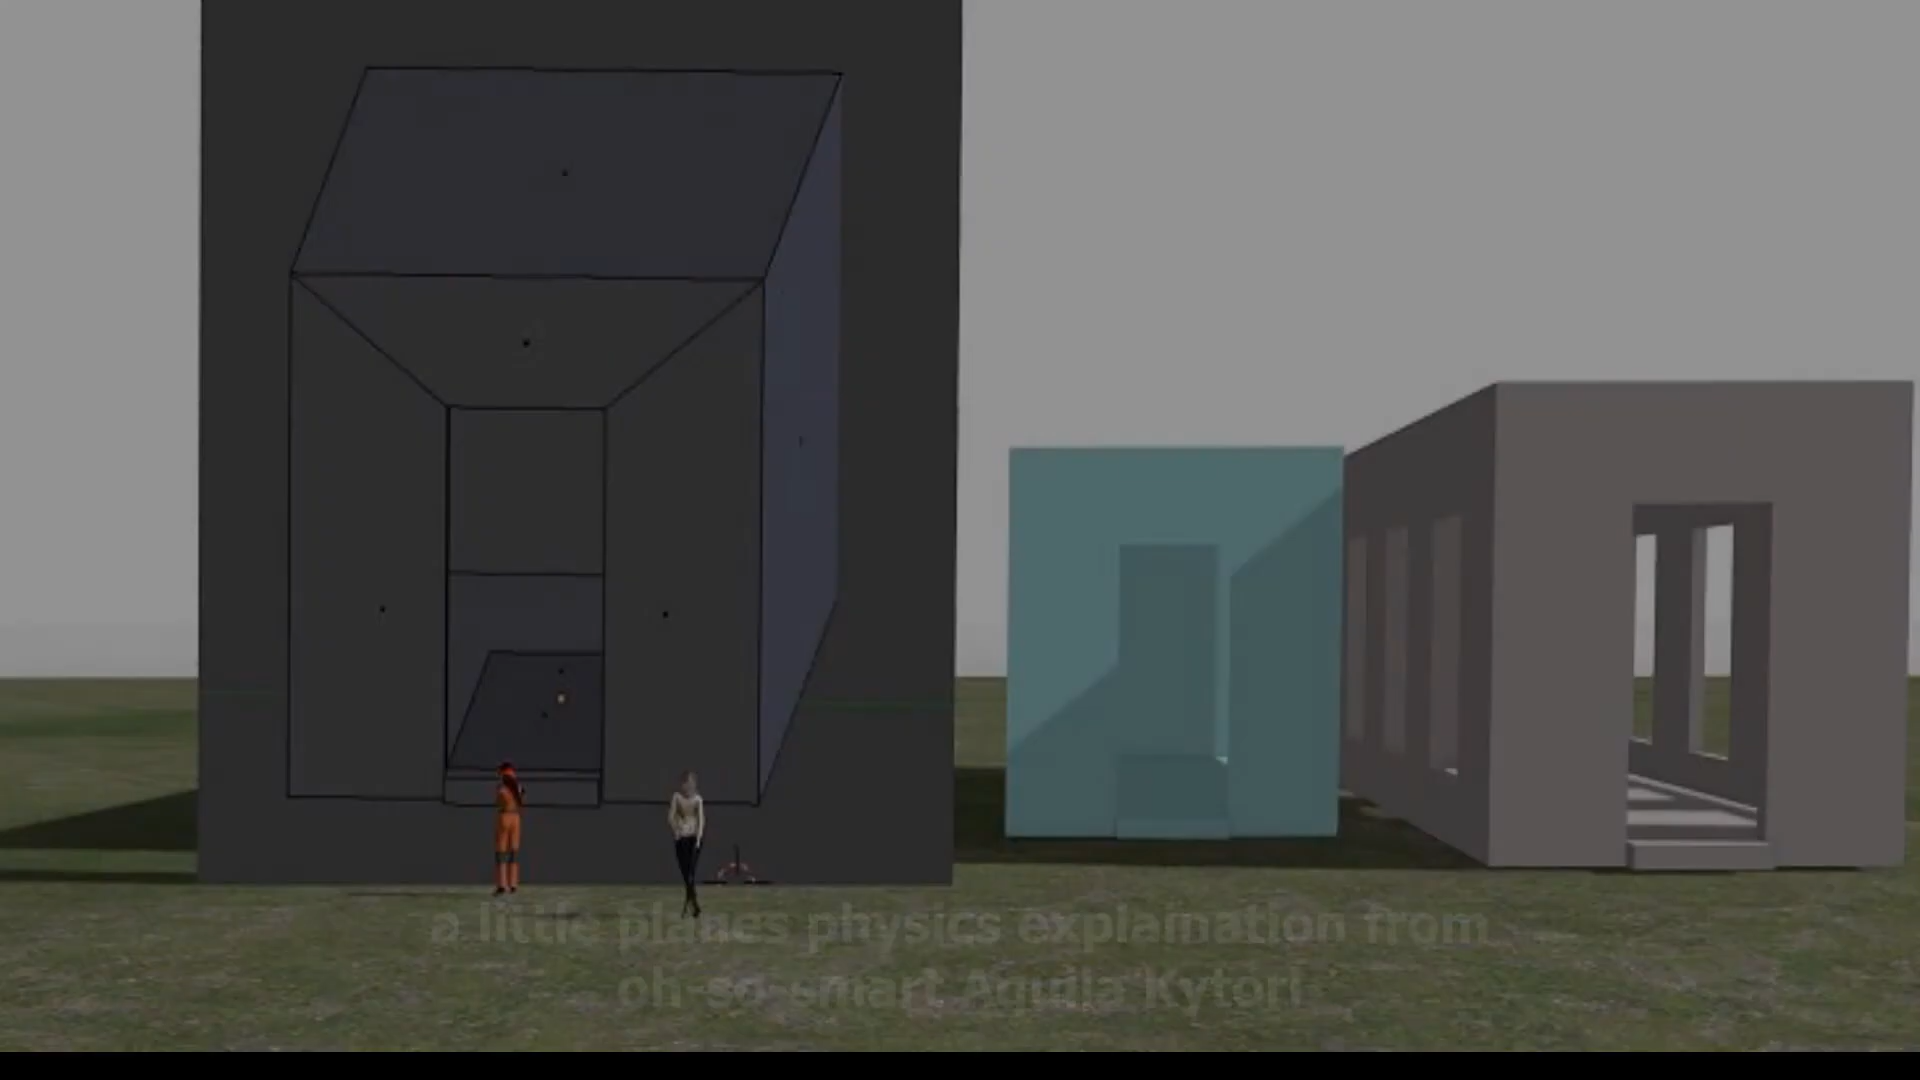 a little planes physics explaination from
oh-so-smart Aquila Kytori